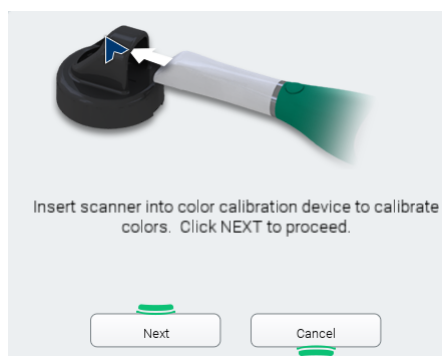 Insert scanner into color calibration device to calibrate
colors.  Click NEXT to proceed.
Next
Cancel